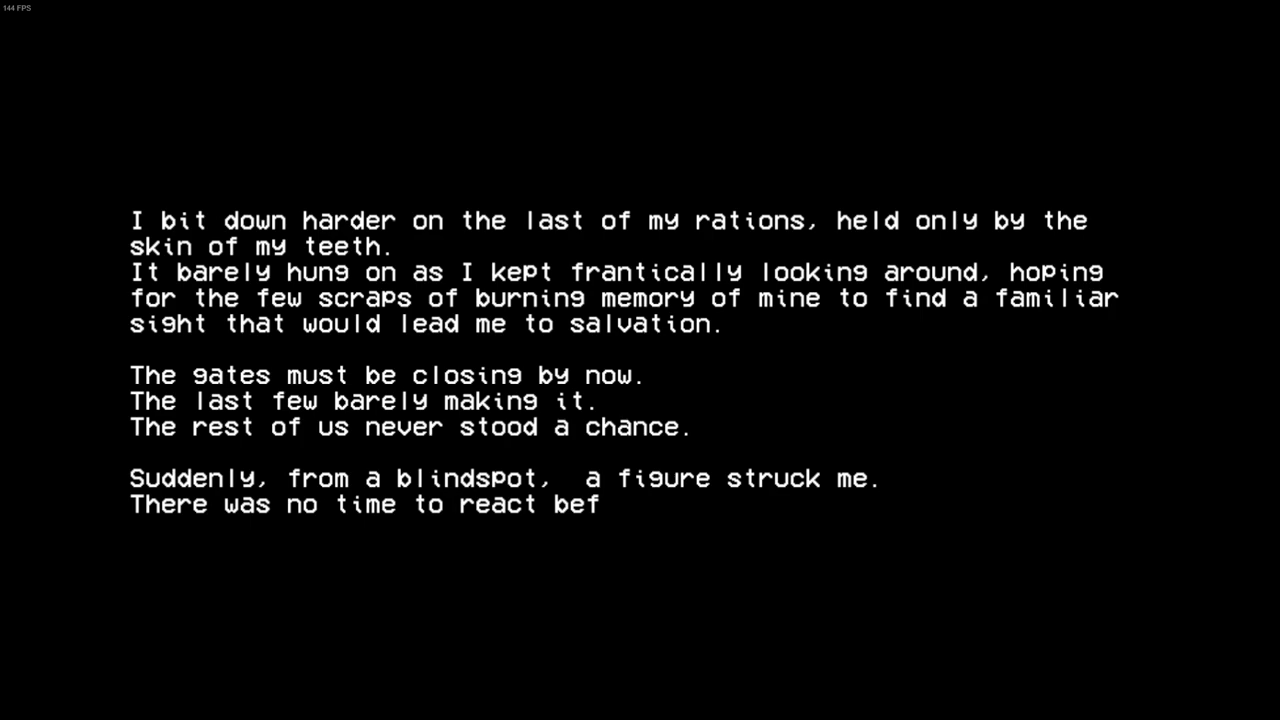 144 FPS
I bit down harder on the last of my rations, held only by the
skin of my teeth.
It barely hung on as I kept frantically looking around, hoping
for the few scraps of burning memory of mine to find a familiar
sight that would lead me to salvation.
The gates must be closing by now.
The last few barely making it.
The rest of us never stood a chance.
Suddenly, from a blindspot,  a figure struck me.
There was no time to react bef